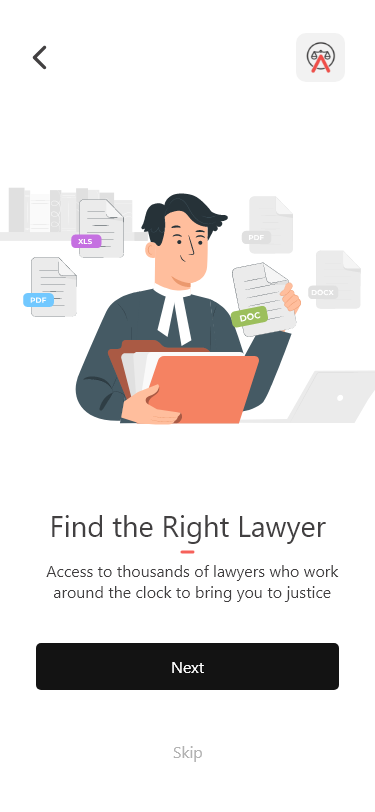 XLS
PDF
PDF
DOCX
DOC
Find the Right Lawyer
Access to thousands of lawyers who work
around the clock to bring you to justice
Next
Skip